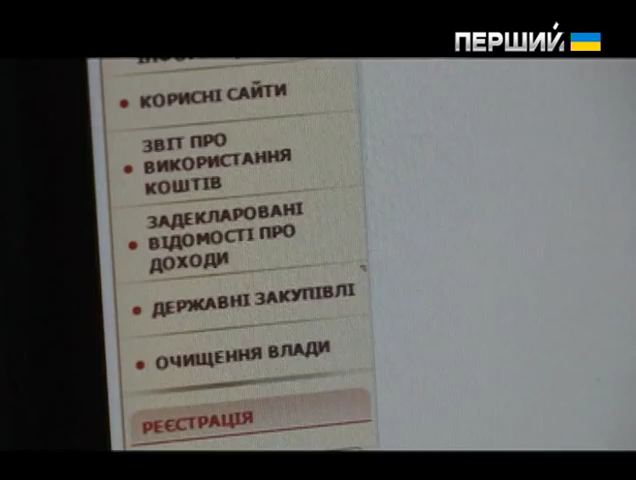 ПЕРШИЙ
КОРИСНІ САЙТИ
ЗВІТ ПРО
ВИКОРИСТАННЯ
КОШТІВ
ЗАДЕКЛАРОВАНІ
ВІДОМОСТІ ПРО
ДОХОДИ
ДЕРЖАВНІ ЗАКУПІВЛІ
ОЧИЩЕННЯ ВЛАДИ
РЕЄСТРАЦІЯ